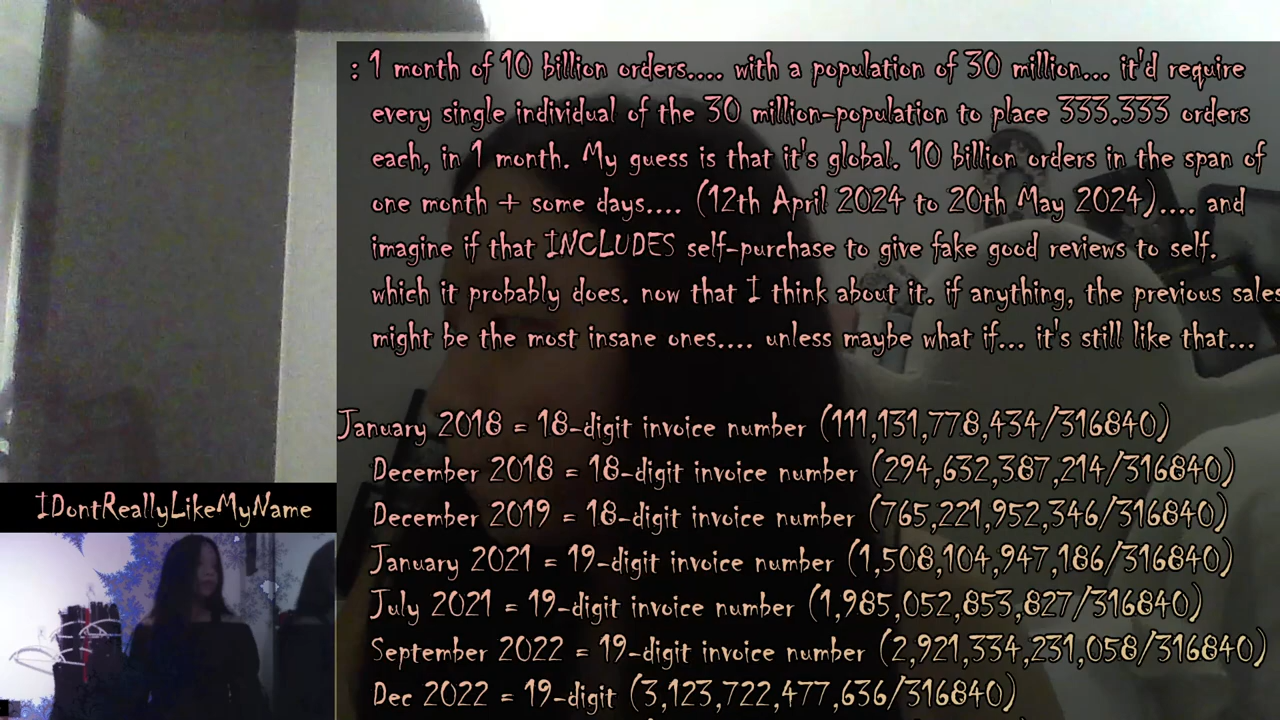 : 1 month of 10 billion orders.... with a population of 30 million... it'd require
every single individual of the 30 million-population to place 333.333 orders
each, in 1 month. My guess is that it's global. 10 billion orders in the span of
one month + some days.... (12th April 2024 to 20th May 2024).... and
imagine if that INCLUDES self-purchase to give fake good reviews to self.
which it probably does. now that I think about it. if anything, the previous sales
might be the most insane ones.... unless maybe what if... it's still like that...
January 2018 = 18-digit invoice number (111,131,778,434/316840)
December 2018 = 18-digit invoice number (294,632,387,214/316840)
December 2019 = 18-digit invoice number (765,221,952,346/316840)
January 2021 = 19-digit invoice number (1,508,104,947,186/316840)
July 2021 = 19-digit invoice number (1,985,052,853,827/316840)
September 2022 = 19-digit invoice number (2,921,334,231,058/316840)
Dec 2022 = 19-digit (3,123,722,477,636/316840)
IDontReallyLikeMyName